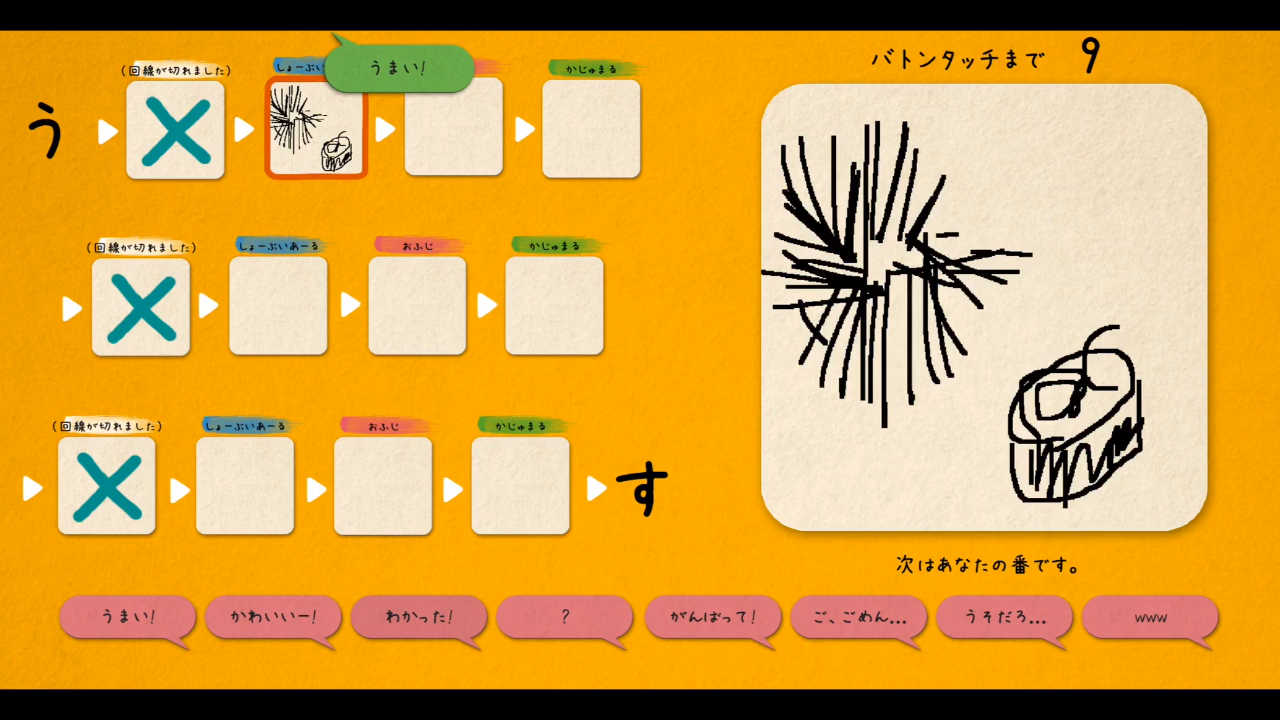 バトンタッチまで 9
(回線が切れました)
しょーぶい
うまい!
かじゅまる
う
(回線が切れました)
しょーぶいあーる
おふじ
かじゅまる
(回線が切れました)
しょーぶいあーる
おふじ
かじゅまる
す
次はあなたの番です。
うまい!
かわいいー!
わかった!
?
がんばって!
ご、ごめん...
うそだろ...
www